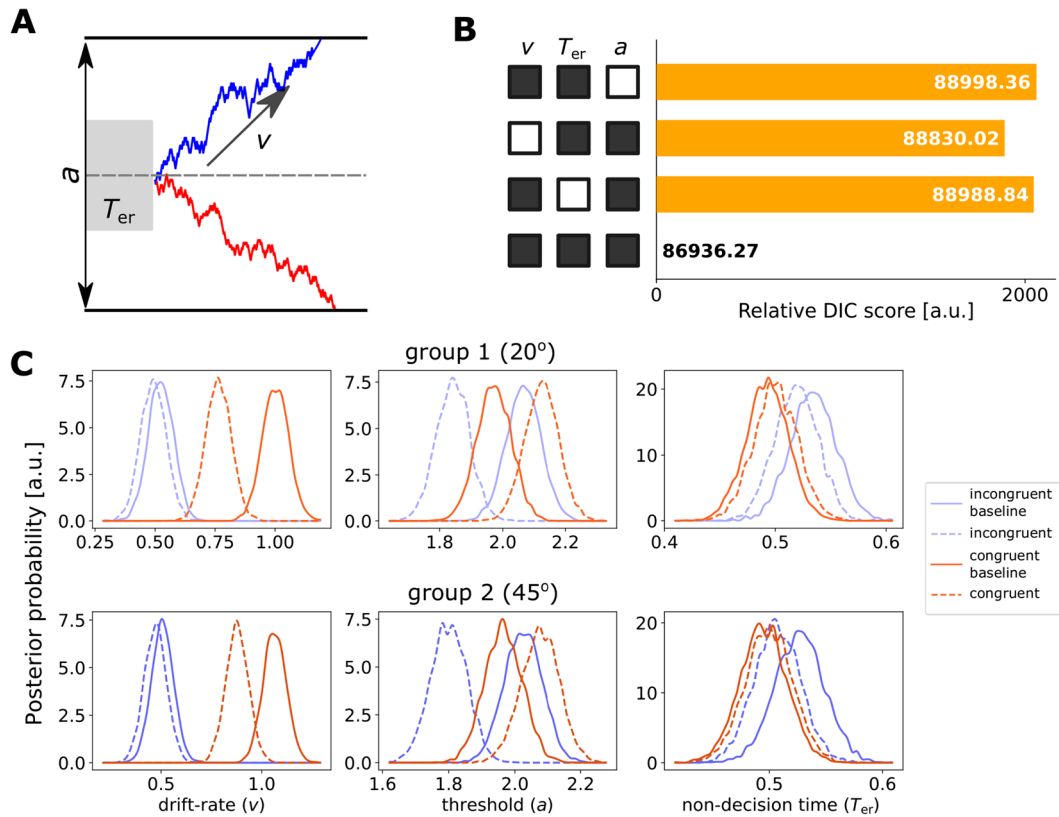 A
a
T_er
v
B
v T_er a
88998.36
88830.02
88988.84
86936.27
0 2000
Relative DIC score [a.u.]
C
Posterior probability [a.u.]
group 1 (20°)
7.5
5.0
2.5
0.0
0.25 0.50 0.75 1.00
7.5
5.0
2.5
0.0
1.8 2.0 2.2
20
10
0
0.4 0.5 0.6
incongruent
baseline
incongruent
congruent
baseline
congruent
group 2 (45°)
7.5
5.0
2.5
0.0
0.5 1.0
drift-rate (v)
7.5
5.0
2.5
0.0
1.6 1.8 2.0 2.2
threshold (a)
20
10
0
0.5 0.6
non-decision time (T_er)